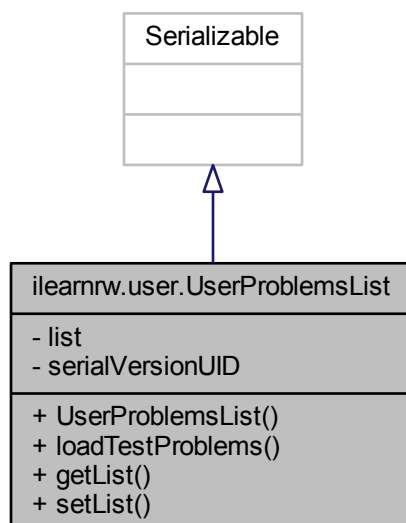 Serializable
ilearnrw.user.UserProblemsList
- list
- serialVersionUID
+ UserProblemsList()
+ loadTestProblems()
+ getList()
+ setList()